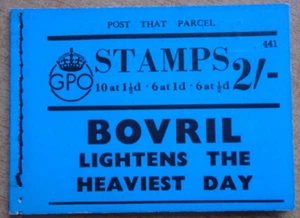 POST THAT PARCEL
441
GPO
STAMPS 2/-
10 at 1½d · 6 at 1d · 6 at ½d
BOVRIL
LIGHTENS THE
HEAVIEST DAY